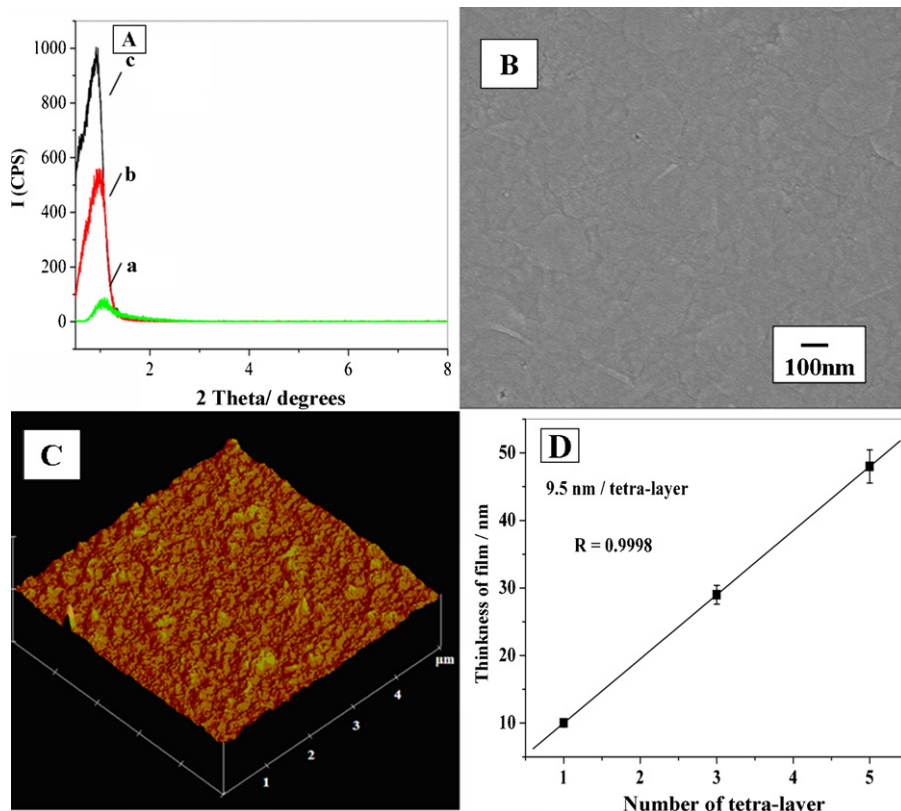 A
1000
800
600
400
200
0
I (CPS)
c
b
a
2
4
6
8
2 Theta/ degrees
B
100nm
C
1
2
3
4
μm
D
9.5 nm / tetra-layer
R = 0.9998
50
40
30
20
10
Thinkness of film / nm
1
2
3
4
5
Number of tetra-layer